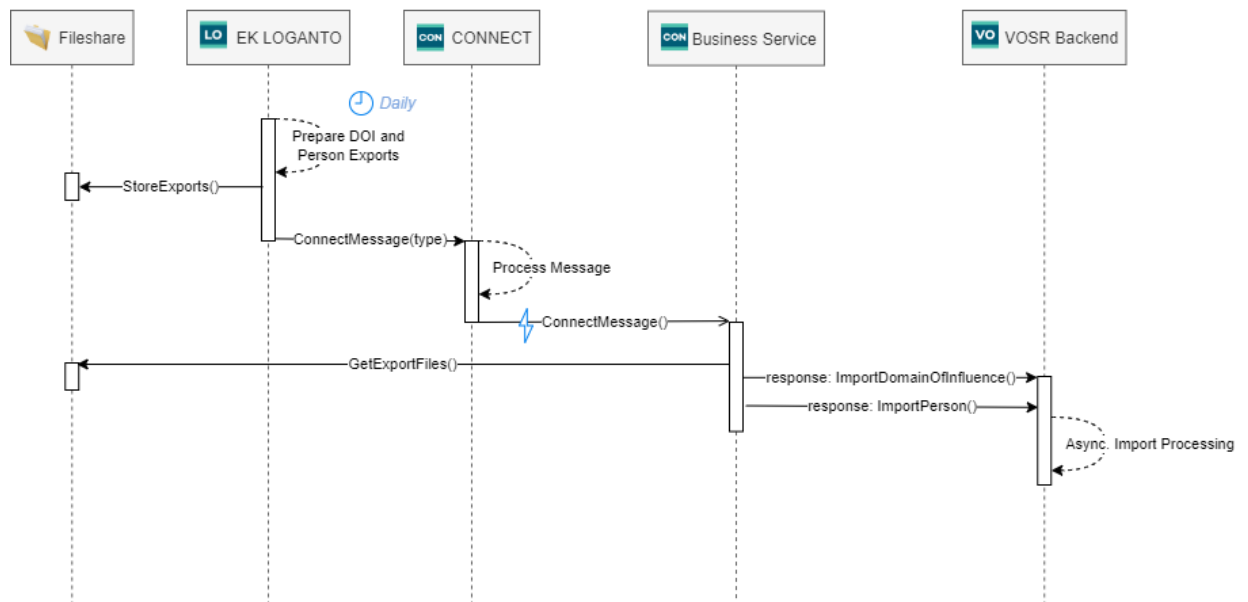 Fileshare
LO EK LOGANTO
CON CONNECT
CON Business Service
VO VOSR Backend
Daily
Prepare DOI and
Person Exports
StoreExports()
ConnectMessage(type)
Process Message
ConnectMessage()
GetExportFiles()
response: ImportDomainOfInfluence()
response: ImportPerson()
Async. Import Processing